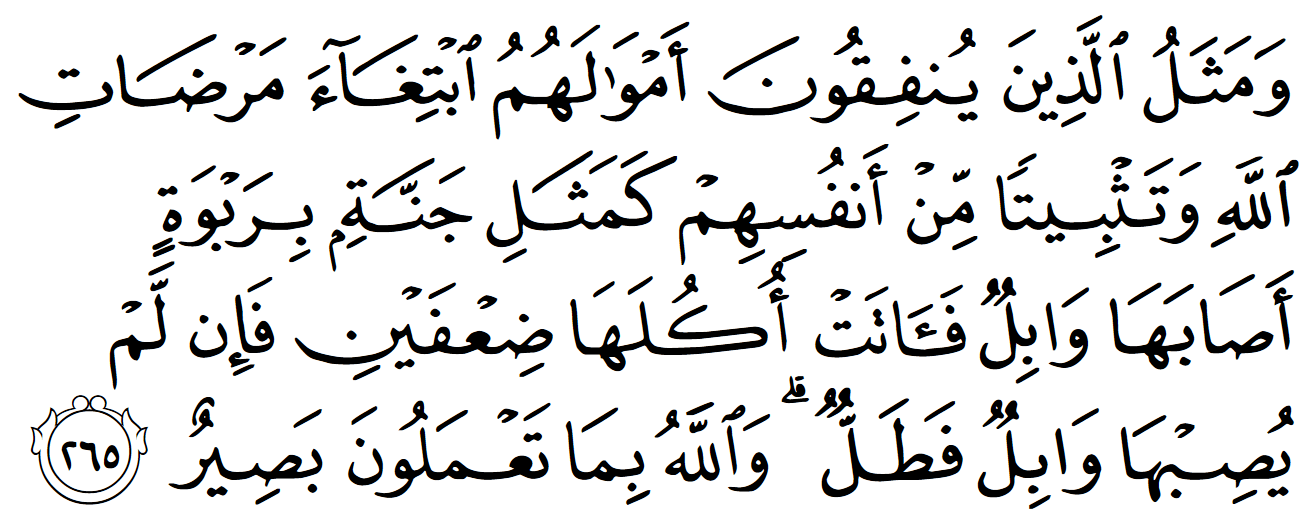 وَمَثَلُ ٱلَّذِينَ يُنفِقُونَ أَمۡوَٰلَهُمُ ٱبۡتِغَآءَ مَرۡضَاتِ
ٱللَّهِ وَتَثۡبِيتٗا مِّنۡ أَنفُسِهِمۡ كَمَثَلِ جَنَّةِۭ بِرَبۡوَةٍ
أَصَابَهَا وَابِلٞ فَـَٔاتَتۡ أُكُلَهَا ضِعۡفَيۡنِ فَإِن لَّمۡ
يُصِبۡهَا وَابِلٞ فَطَلّٞۗ وَٱللَّهُ بِمَا تَعۡمَلُونَ بَصِيرٌ ٢٦٥